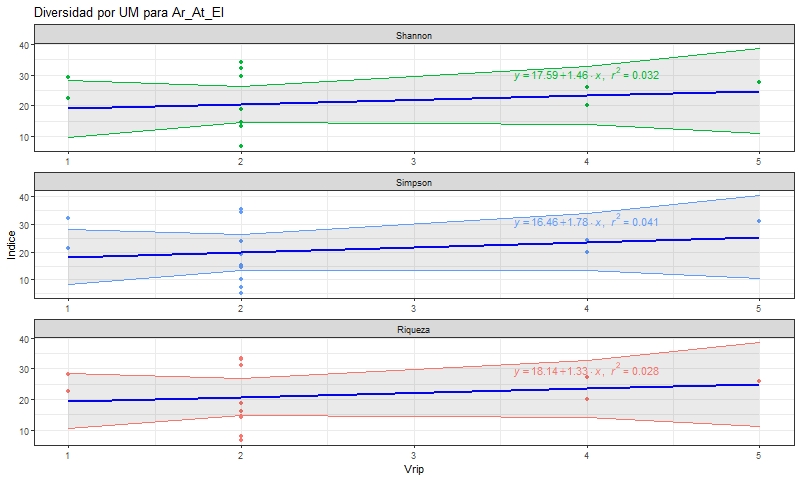 Diversidad por UM para Ar_At_El
Shannon
40
30
20
10
y = 17.59 + 1.46 · x, r² = 0.032
1 2 3 4 5
Simpson
40
30
20
10
y = 16.46 + 1.78 · x, r² = 0.041
1 2 3 4 5
Indice
Riqueza
40
30
20
10
y = 18.14 + 1.33 · x, r² = 0.028
1 2 3 4 5
Vrip